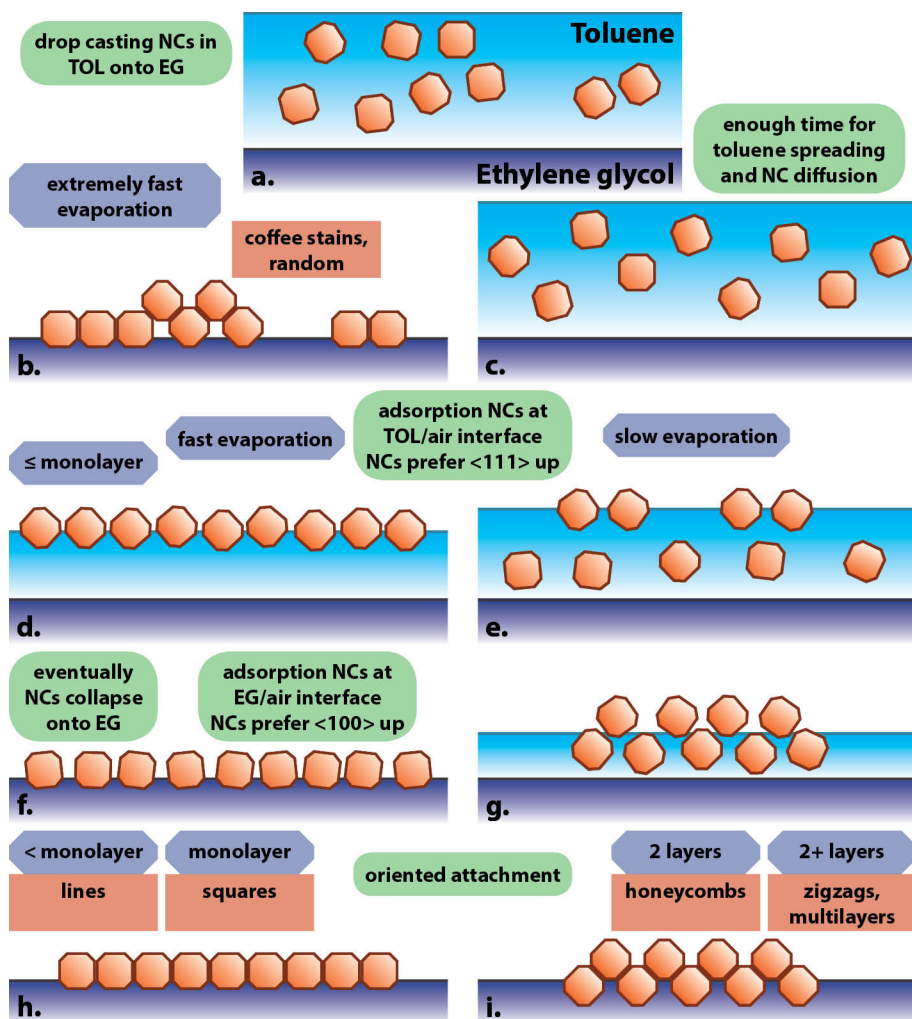 drop casting NCs in
TOL onto EG
Toluene
a.
Ethylene glycol
enough time for
toluene spreading
and NC diffusion
extremely fast
evaporation
coffee stains,
random
b.
c.
≤ monolayer
fast evaporation
adsorption NCs at
TOL/air interface
NCs prefer <111> up
slow evaporation
d.
e.
eventually
NCs collapse
onto EG
adsorption NCs at
EG/air interface
NCs prefer <100> up
f.
g.
< monolayer
monolayer
lines
squares
oriented attachment
2 layers
2+ layers
honeycombs
zigzags,
multilayers
h.
i.